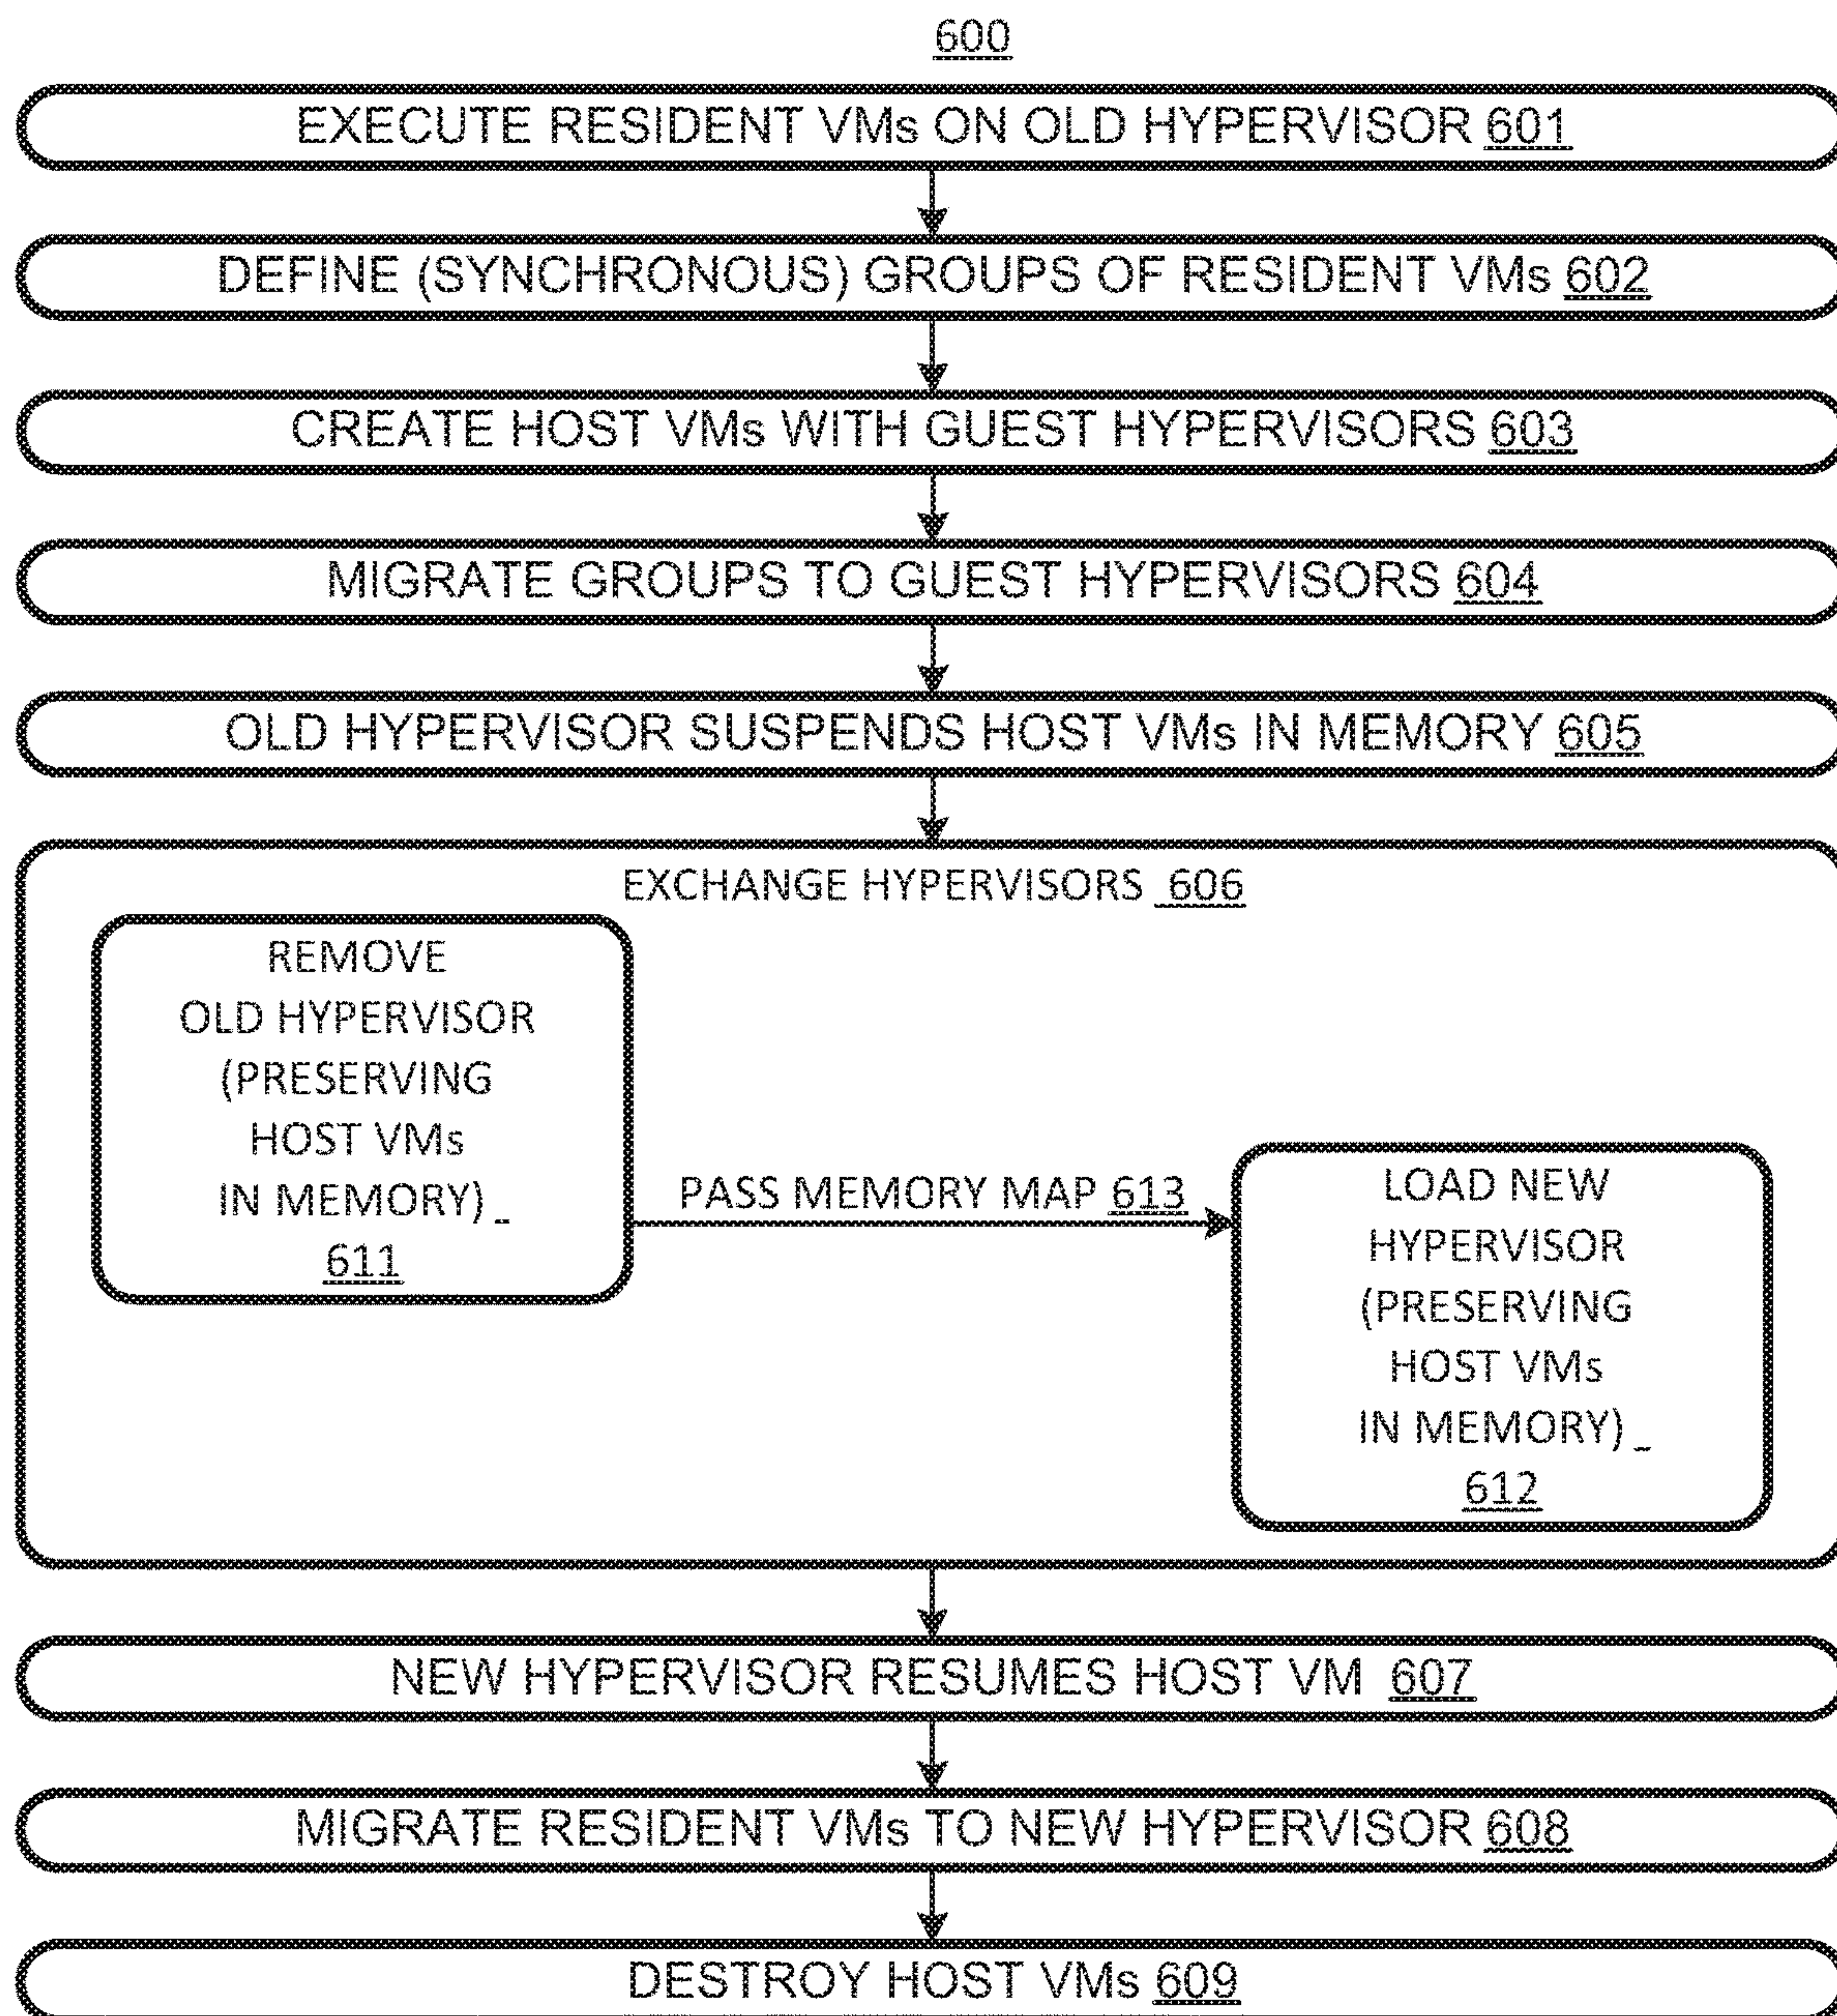 600
EXECUTE RESIDENT VMs ON OLD HYPERVISOR 601
DEFINE (SYNCHRONOUS) GROUPS OF RESIDENT VMs 602
CREATE HOST VMs WITH GUEST HYPERVISORS 603
MIGRATE GROUPS TO GUEST HYPERVISORS 604
OLD HYPERVISOR SUSPENDS HOST VMs IN MEMORY 605
EXCHANGE HYPERVISORS 606
REMOVE
OLD HYPERVISOR
(PRESERVING
HOST VMs
IN MEMORY)
611
PASS MEMORY MAP 613
LOAD NEW
HYPERVISOR
(PRESERVING
HOST VMs
IN MEMORY)
612
NEW HYPERVISOR RESUMES HOST VM 607
MIGRATE RESIDENT VMs TO NEW HYPERVISOR 608
DESTROY HOST VMs 609